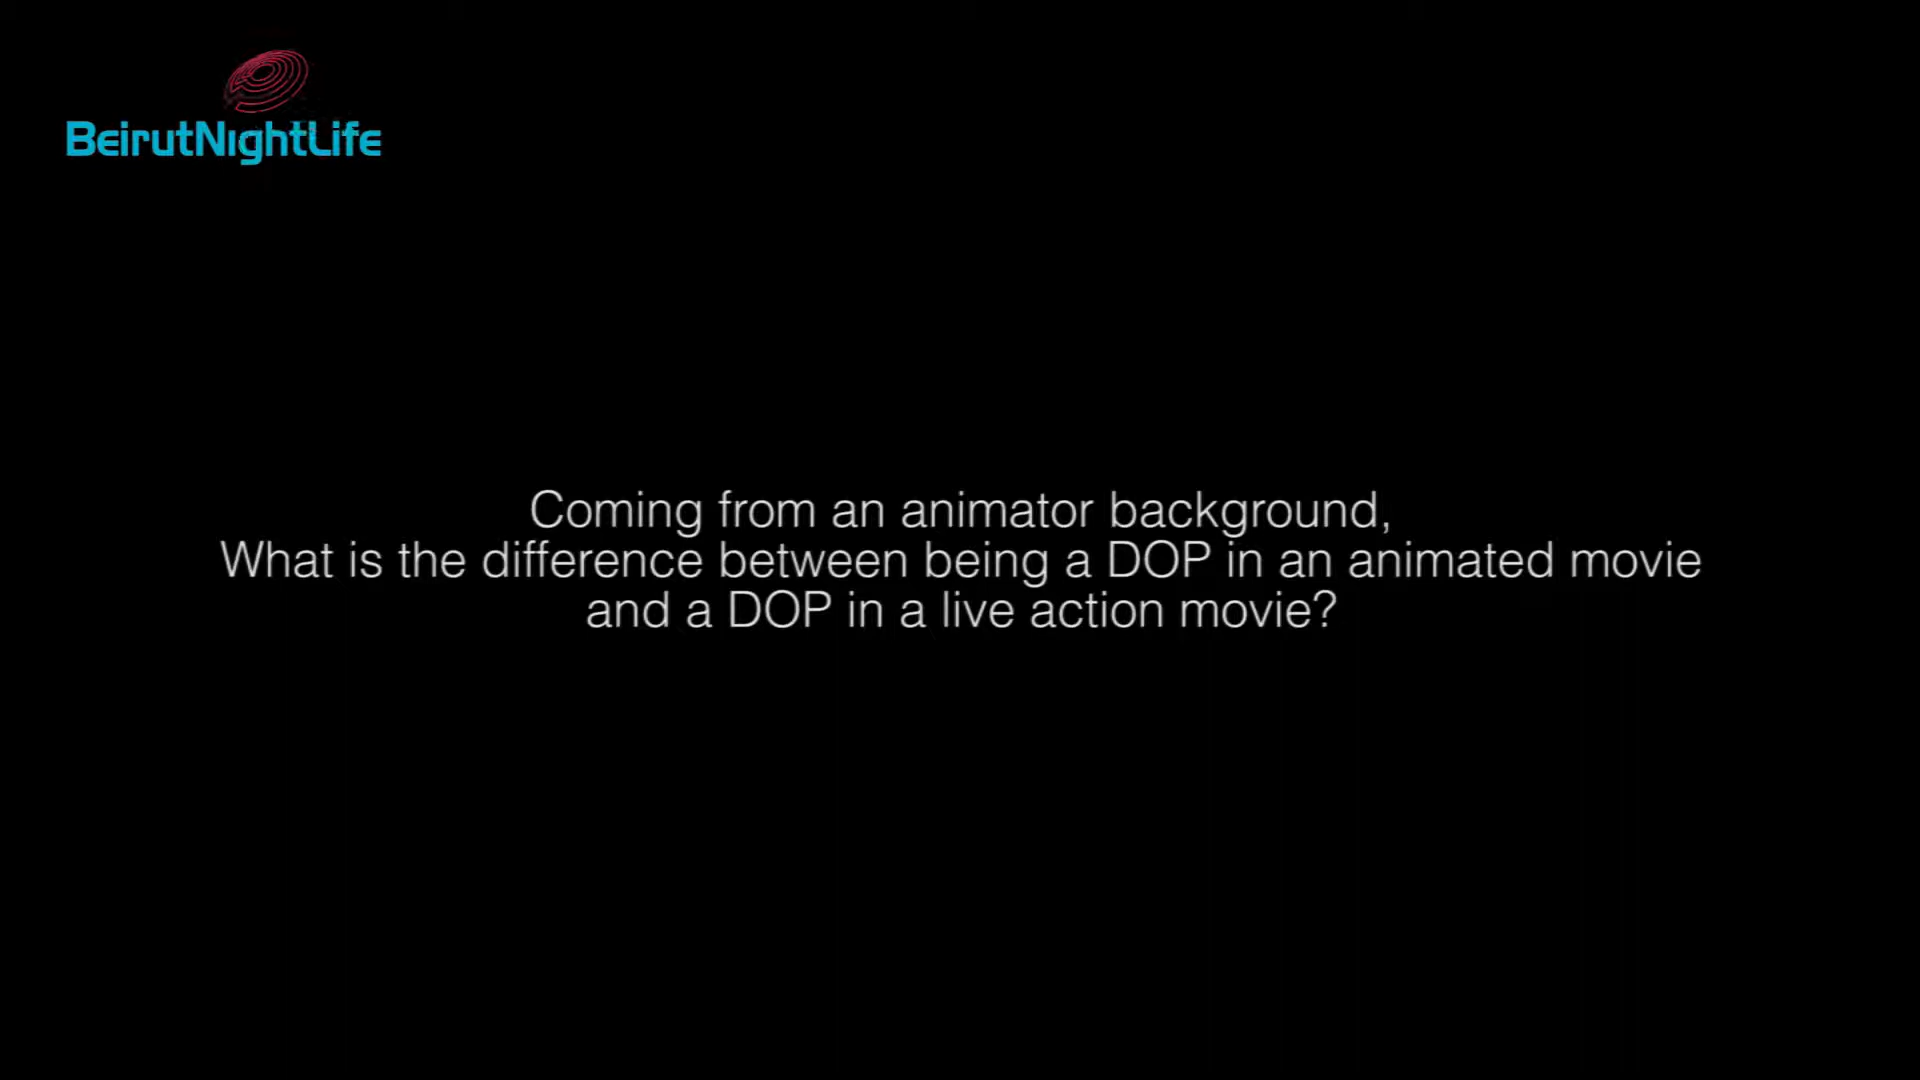 BeirutNightLife
Coming from an animator background,
What is the difference between being a DOP in an animated movie
and a DOP in a live action movie?